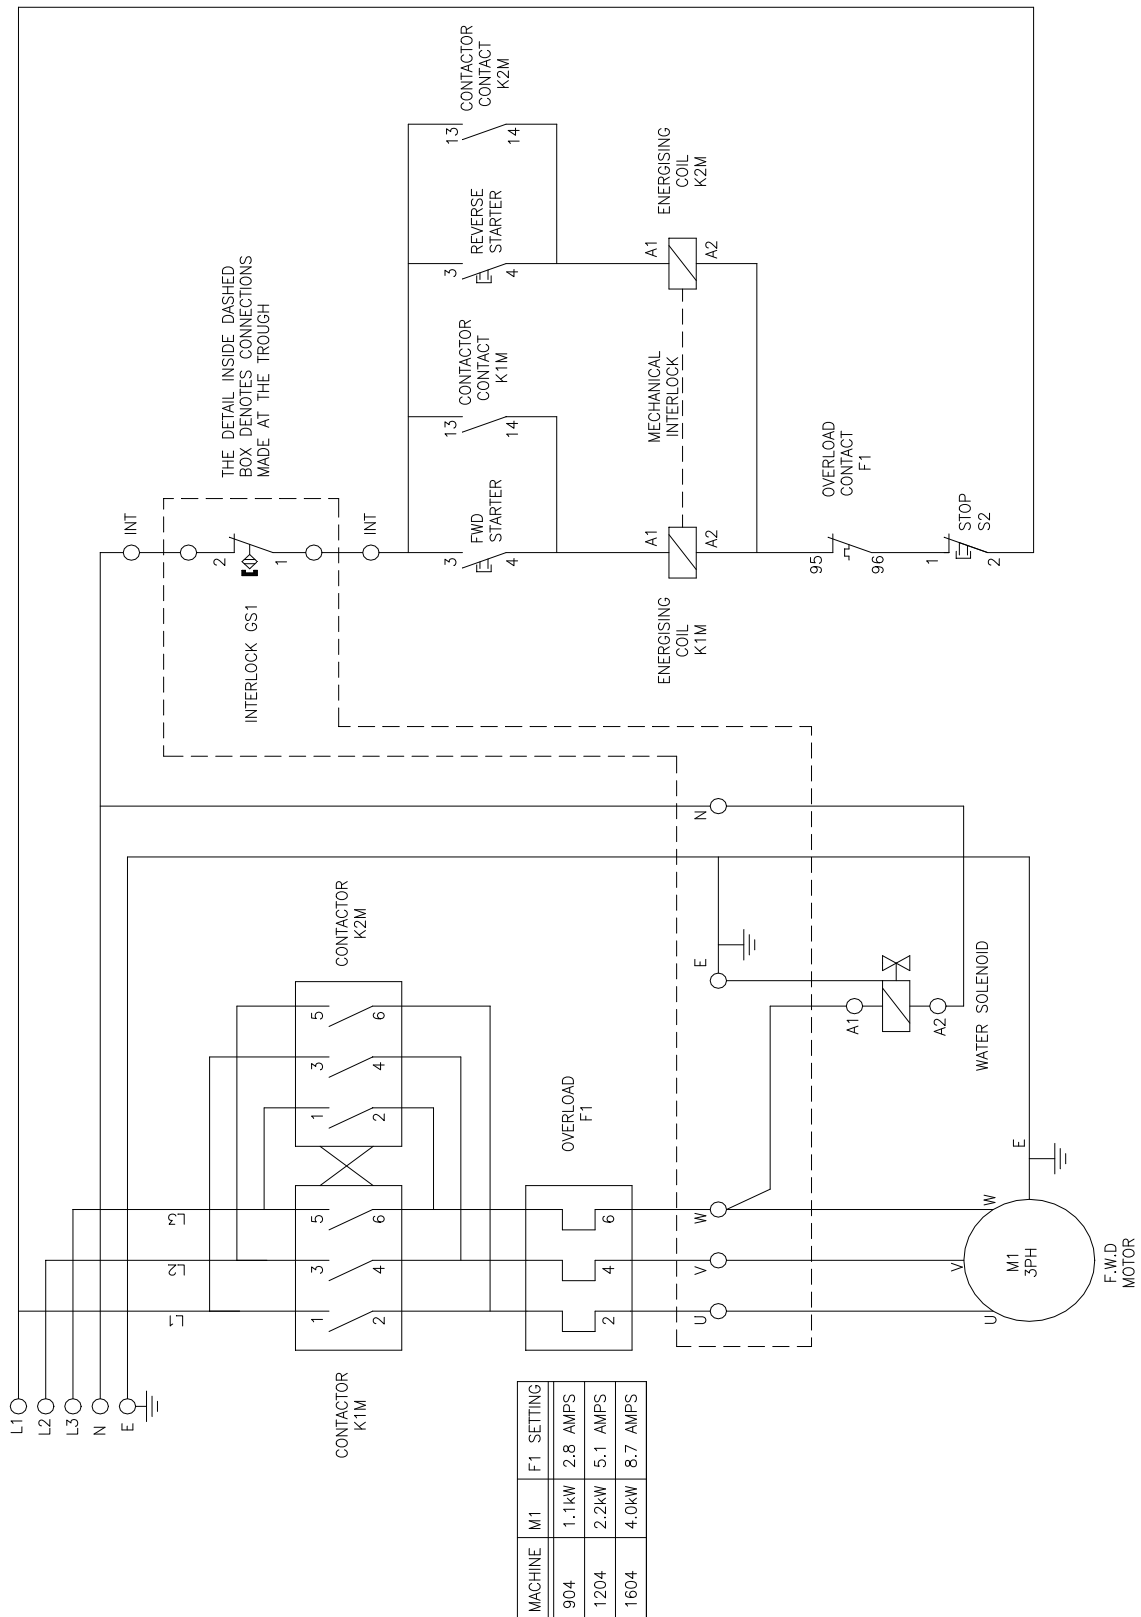 L1
L2
L3
N
E
L1
L2
L3
CONTACTOR
K1M
1
2
3
4
5
6
CONTACTOR
K2M
1
2
3
4
5
6
OVERLOAD
F1
2
4
6
U
V
W
E
N
A1
A2
WATER SOLENOID
U
V
W
E
M1
3PH
F.W.D
MOTOR
MACHINE M1 F1 SETTING
904 1.1kW 2.8 AMPS
1204 2.2kW 5.1 AMPS
1604 4.0kW 8.7 AMPS
THE DETAIL INSIDE DASHED
BOX DENOTES CONNECTIONS
MADE AT THE TROUGH
INT
2
1
INTERLOCK GS1
INT
3
4
FWD
STARTER
13
14
CONTACTOR
CONTACT
K1M
3
4
REVERSE
STARTER
13
14
CONTACTOR
CONTACT
K2M
A1
A2
ENERGISING
COIL
K1M
MECHANICAL
INTERLOCK
A1
A2
ENERGISING
COIL
K2M
95
96
OVERLOAD
CONTACT
F1
1
2
STOP
S2